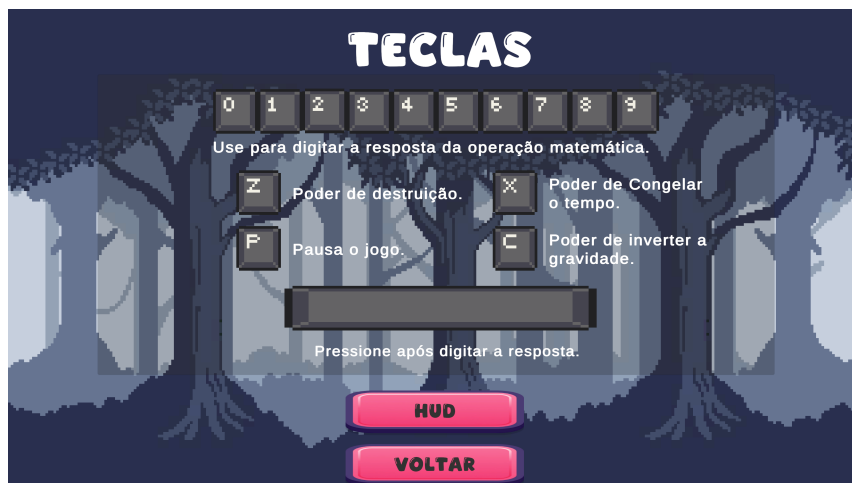 TECLAS
0 1 2 3 4 5 6 7 8 9
Use para digitar a resposta da operação matemática.
Z Poder de destruição.
X Poder de Congelar
o tempo.
P Pausa o jogo.
C Poder de inverter a
gravidade.
Pressione após digitar a resposta.
HUD
VOLTAR